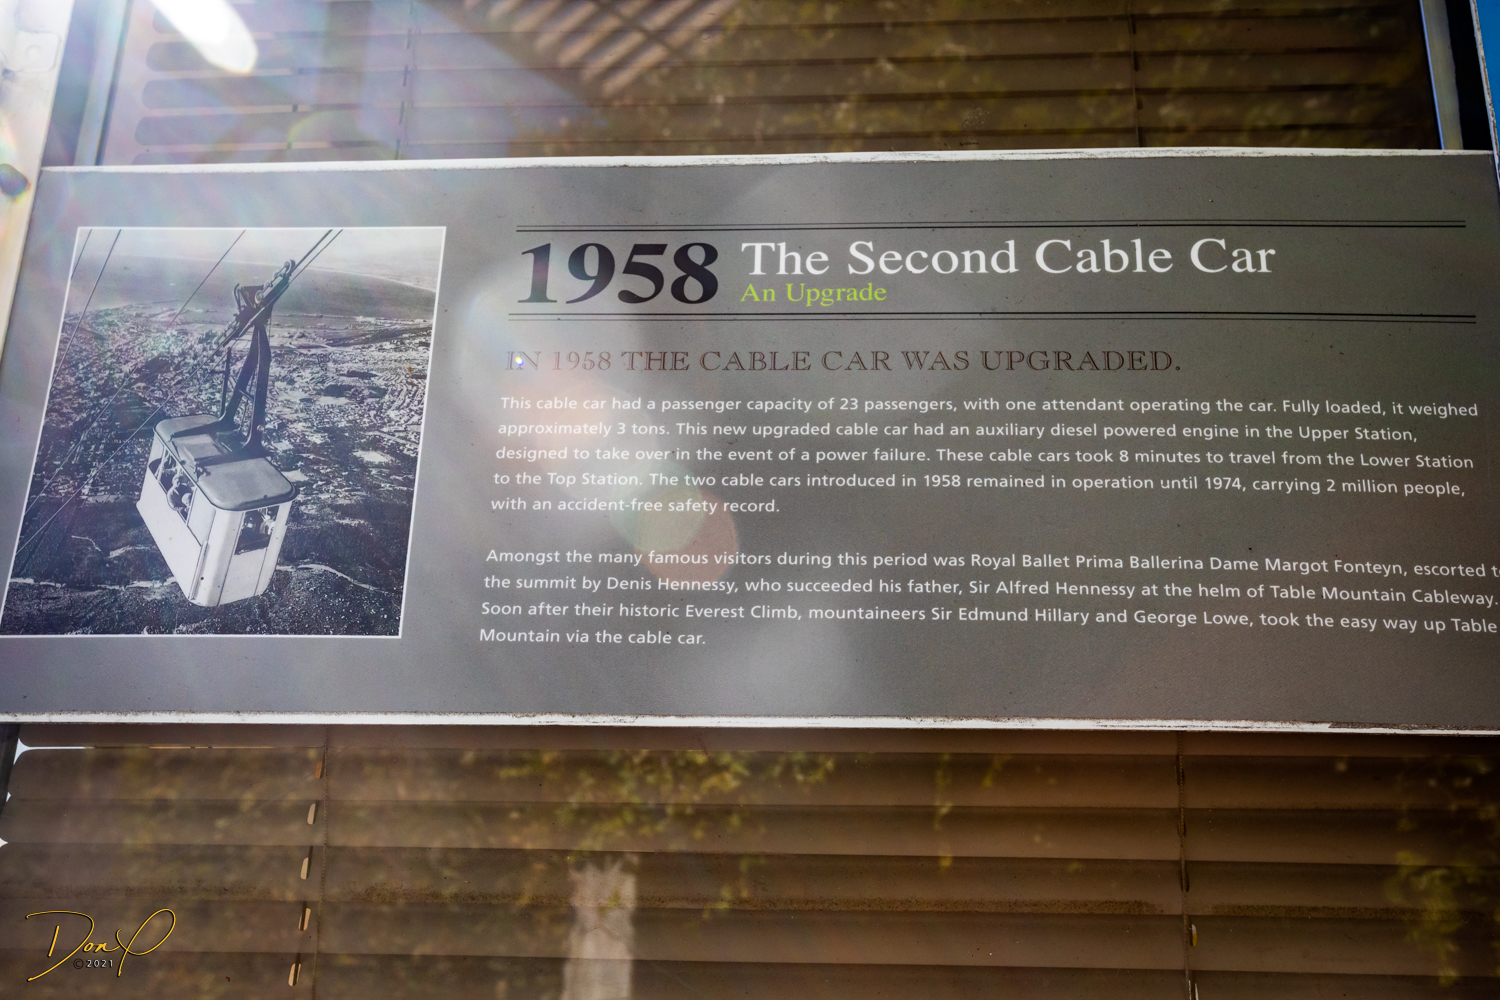 1958 The Second Cable Car
An Upgrade
IN 1958 THE CABLE CAR WAS UPGRADED.
This cable car had a passenger capacity of 23 passengers, with one attendant operating the car. Fully loaded, it weighed
approximately 3 tons. This new upgraded cable car had an auxiliary diesel powered engine in the Upper Station,
designed to take over in the event of a power failure. These cable cars took 8 minutes to travel from the Lower Station
to the Top Station. The two cable cars introduced in 1958 remained in operation until 1974, carrying 2 million people,
with an accident-free safety record.
Amongst the many famous visitors during this period was Royal Ballet Prima Ballerina Dame Margot Fonteyn, escorted to
the summit by Denis Hennessy, who succeeded his father, Sir Alfred Hennessy at the helm of Table Mountain Cableway.
Soon after their historic Everest Climb, mountaineers Sir Edmund Hillary and George Lowe, took the easy way up Table
Mountain via the cable car.
Don P
©2021